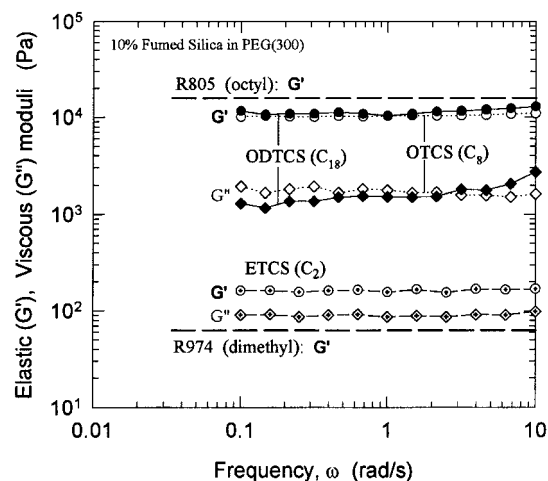 10% Fumed Silica in PEG(300)
R805 (octyl): G'
G'
ODTCS (C18)
OTCS (C8)
G"
ETCS (C2)
G'
G"
R974 (dimethyl): G'
Elastic (G'), Viscous (G") moduli (Pa)
10^5
10^4
10^3
10^2
10^1
0.01
0.1
1
10
Frequency, ω (rad/s)